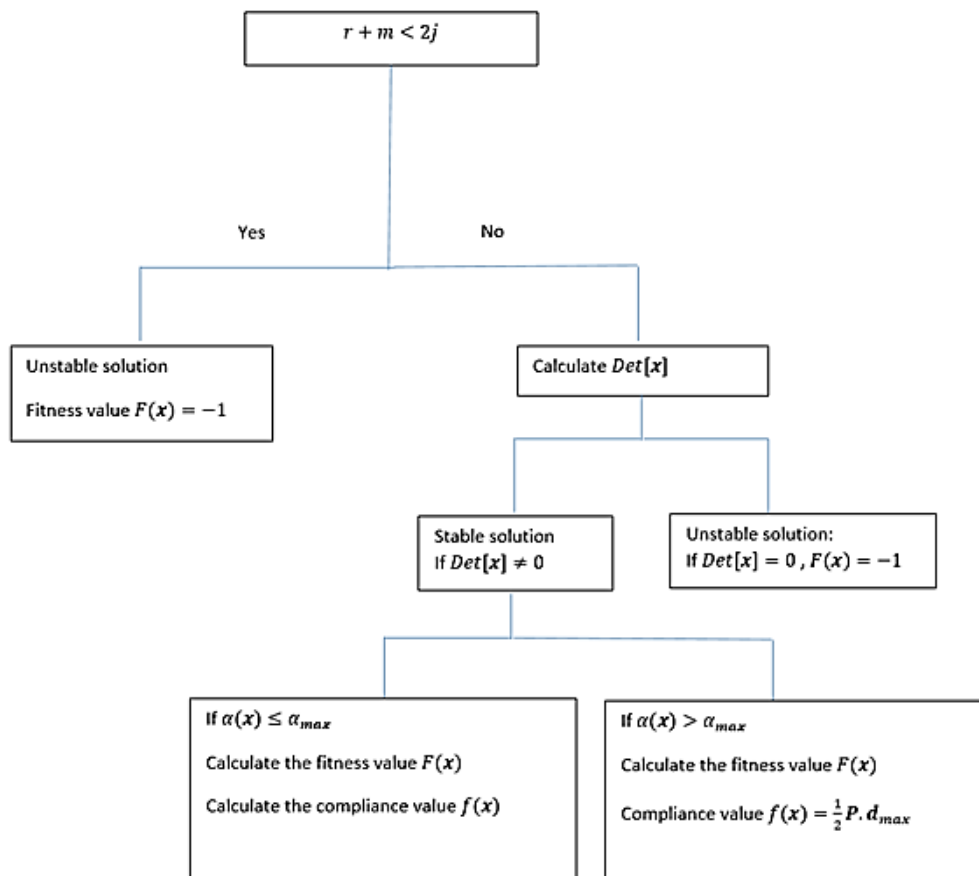 r + m < 2j
Yes
No
Unstable solution
Fitness value F(x) = −1
Calculate Det[x]
Stable solution
If Det[x] ≠ 0
Unstable solution:
If Det[x] = 0 , F(x) = −1
If α(x) ≤ α_max
Calculate the fitness value F(x)
Calculate the compliance value f(x)
If α(x) > α_max
Calculate the fitness value F(x)
Compliance value f(x) = ½ P. d_max